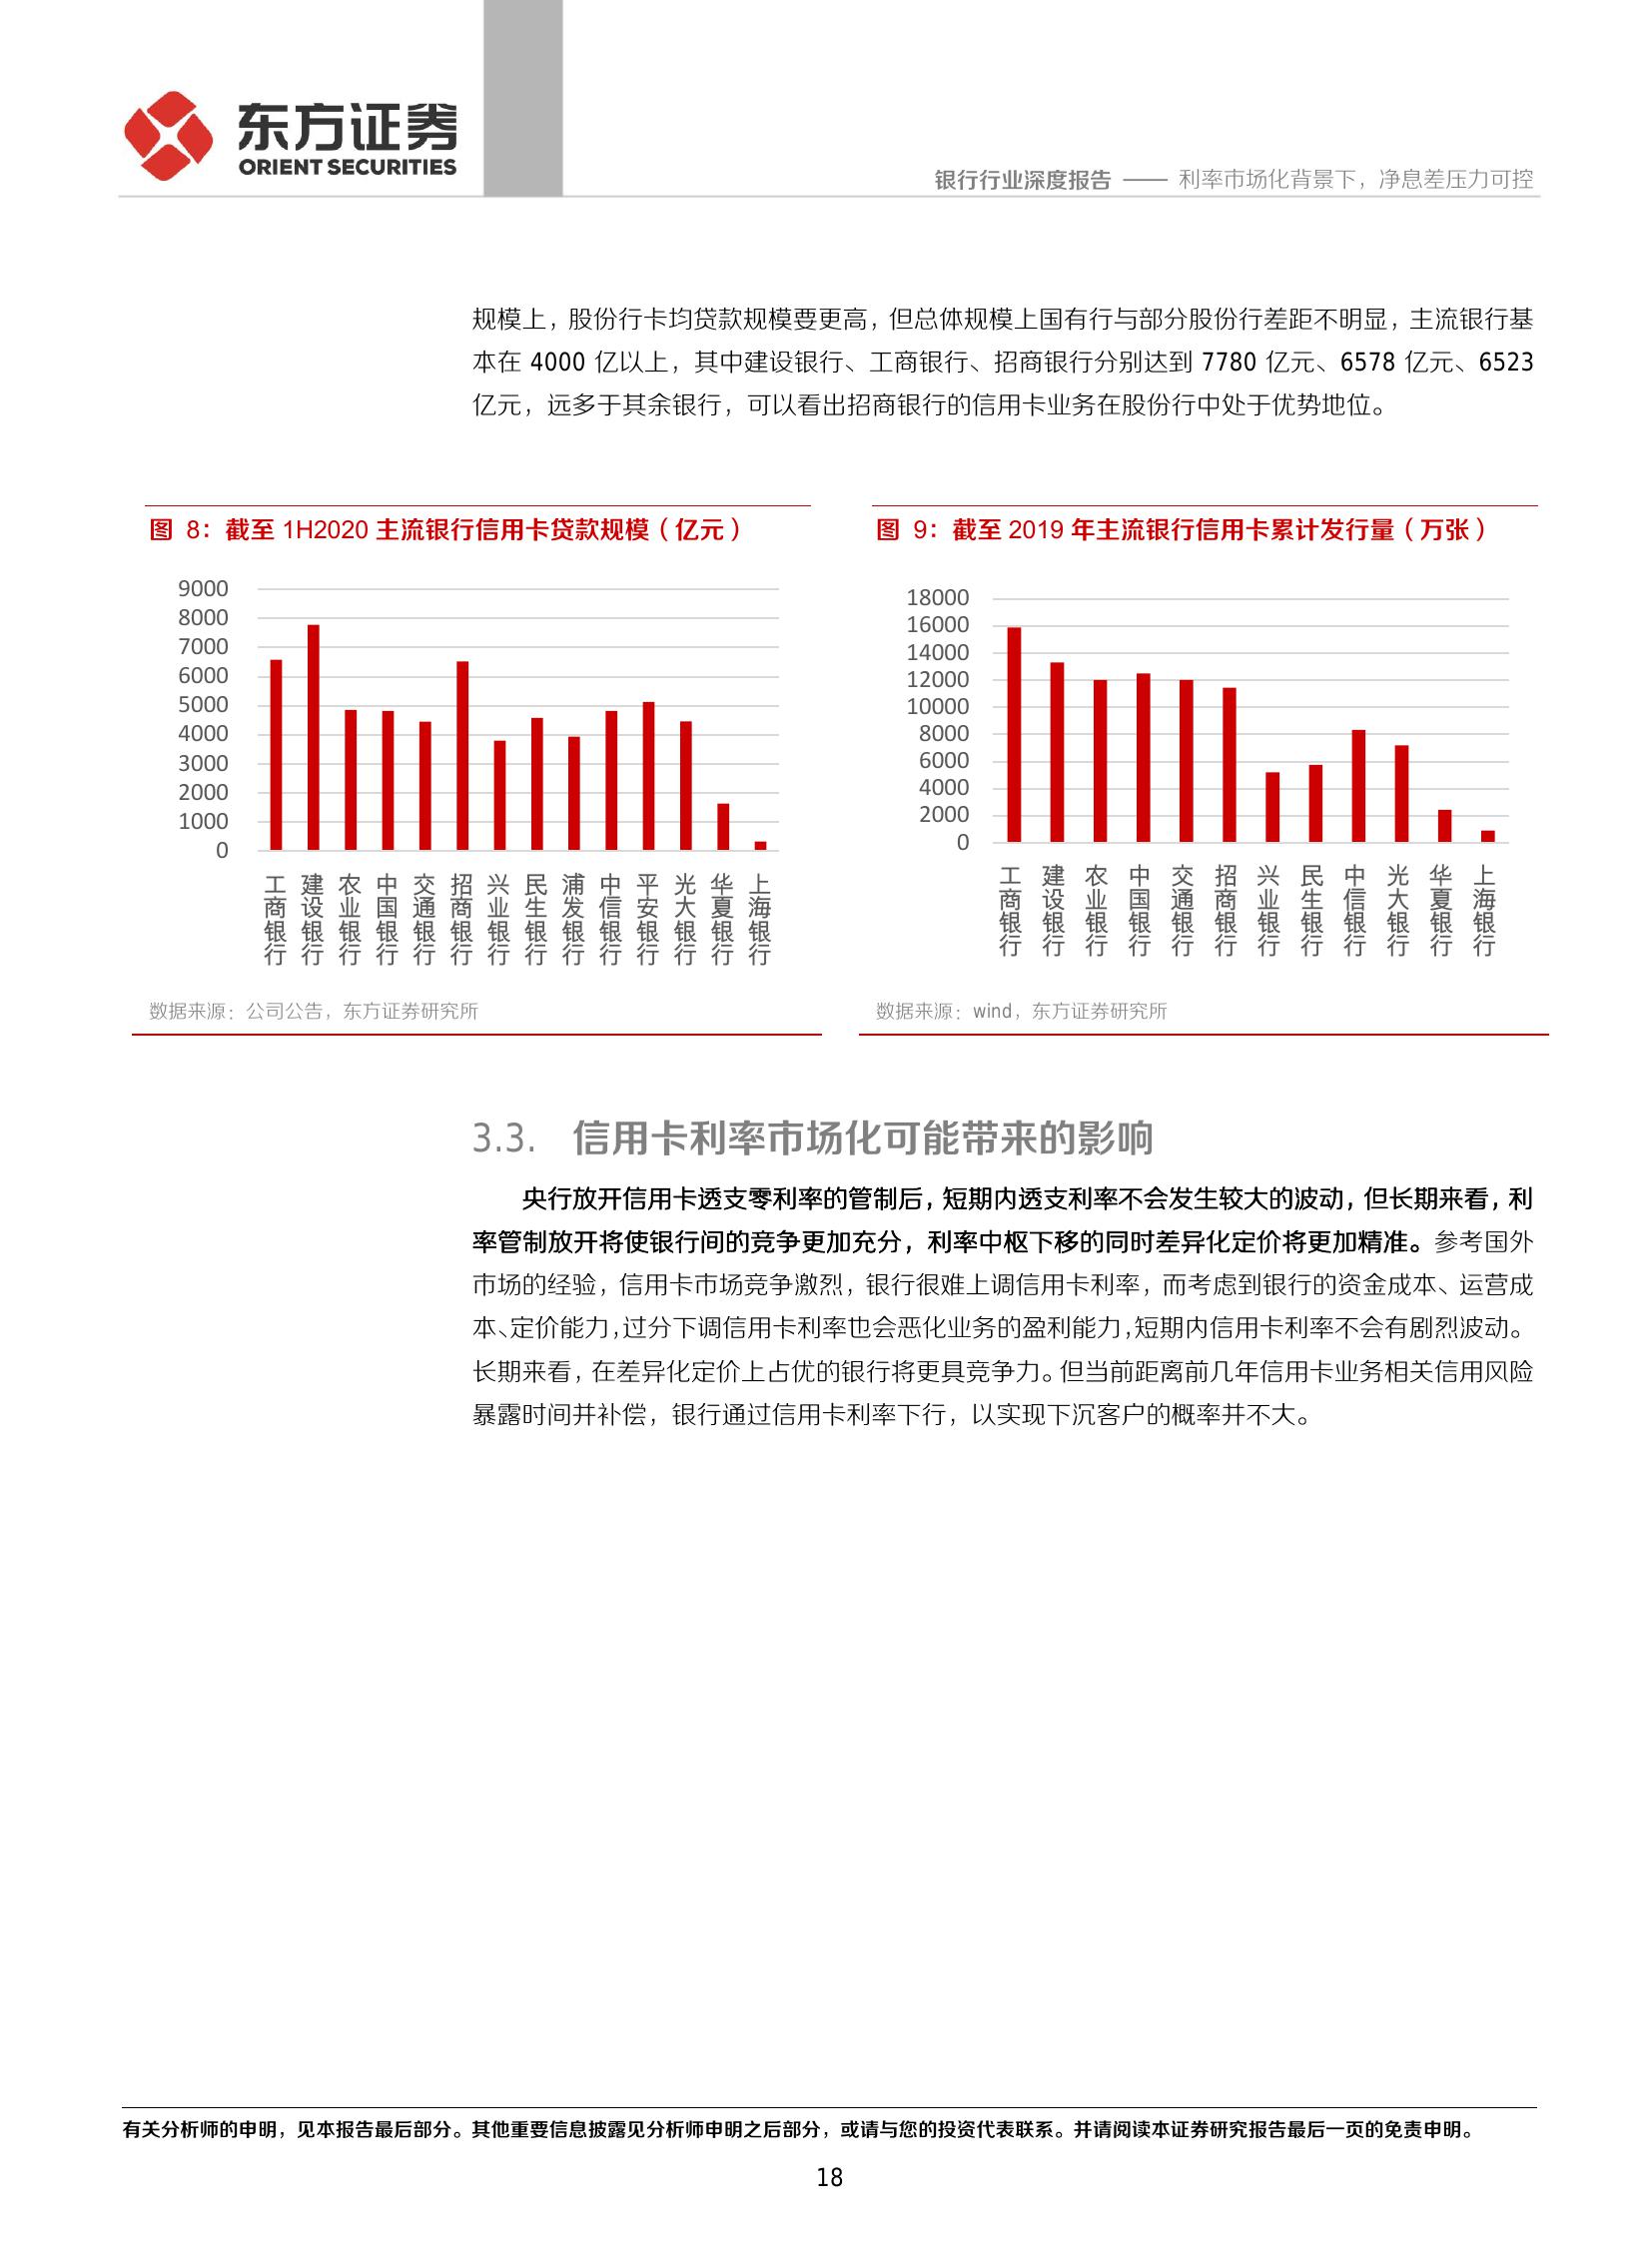 东方证券
ORIENT SECURITIES
银行行业深度报告 —— 利率市场化背景下，净息差压力可控
规模上，股份行卡均贷款规模要更高，但总体规模上国有行与部分股份行差距不明显，主流银行基
本在 4000 亿以上，其中建设银行、工商银行、招商银行分别达到 7780 亿元、6578 亿元、6523
亿元，远多于其余银行，可以看出招商银行的信用卡业务在股份行中处于优势地位。
图 8：截至 1H2020 主流银行信用卡贷款规模（亿元）
9000
8000
7000
6000
5000
4000
3000
2000
1000
0
工商银行
建设银行
农业银行
中国银行
交通银行
招商银行
兴业银行
民生银行
浦发银行
中信银行
平安银行
光大银行
华夏银行
上海银行
数据来源：公司公告，东方证券研究所
图 9：截至 2019 年主流银行信用卡累计发行量（万张）
18000
16000
14000
12000
10000
8000
6000
4000
2000
0
工商银行
建设银行
农业银行
中国银行
交通银行
招商银行
兴业银行
民生银行
中信银行
光大银行
华夏银行
上海银行
数据来源：wind，东方证券研究所
3.3. 信用卡利率市场化可能带来的影响
央行放开信用卡透支零利率的管制后，短期内透支利率不会发生较大的波动，但长期来看，利
率管制放开将使银行间的竞争更加充分，利率中枢下移的同时差异化定价将更加精准。参考国外
市场的经验，信用卡市场竞争激烈，银行很难上调信用卡利率，而考虑到银行的资金成本、运营成
本、定价能力，过分下调信用卡利率也会恶化业务的盈利能力，短期内信用卡利率不会有剧烈波动。
长期来看，在差异化定价上占优的银行将更具竞争力。但当前距离前几年信用卡业务相关信用风险
暴露时间并补偿，银行通过信用卡利率下行，以实现下沉客户的概率并不大。
有关分析师的申明，见本报告最后部分。其他重要信息披露见分析师申明之后部分，或请与您的投资代表联系。并请阅读本证券研究报告最后一页的免责申明。
18